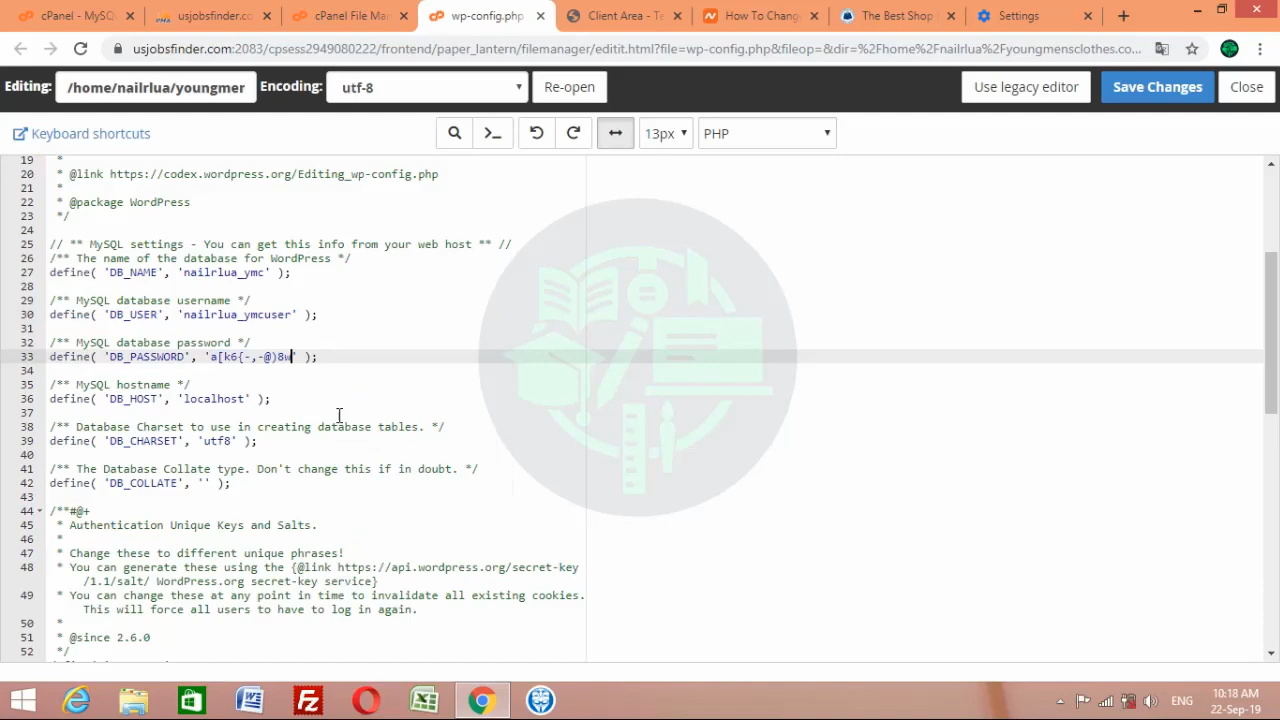 cPanel - MySQ
usjobsfinder.co
cPanel File Ma
wp-config.php
Client Area - Te
How To Chang
The Best Shop
Settings
usjobsfinder.com:2083/cpsess2949080222/frontend/paper_lantern/filemanager/editit.html?file=wp-config.php&fileop=&dir=%2Fhome%2Fnailrlua%2Fyoungmensclothes.c...
Editing: /home/nailrlua/youngmer Encoding: utf-8 Re-open Use legacy editor Save Changes Close
Keyboard shortcuts 13px PHP
19 *
20 * @link https://codex.wordpress.org/Editing_wp-config.php
21 *
22 * @package WordPress
23 */
24
25 // ** MySQL settings - You can get this info from your web host ** //
26 /** The name of the database for WordPress */
27 define( 'DB_NAME', 'nailrlua_ymc' );
28
29 /** MySQL database username */
30 define( 'DB_USER', 'nailrlua_ymcuser' );
31
32 /** MySQL database password */
33 define( 'DB_PASSWORD', 'a[k6{-,-@)8w' );
34
35 /** MySQL hostname */
36 define( 'DB_HOST', 'localhost' );
37
38 /** Database Charset to use in creating database tables. */
39 define( 'DB_CHARSET', 'utf8' );
40
41 /** The Database Collate type. Don't change this if in doubt. */
42 define( 'DB_COLLATE', '' );
43
44 /**#@+
45 * Authentication Unique Keys and Salts.
46 *
47 * Change these to different unique phrases!
48 * You can generate these using the {@link https://api.wordpress.org/secret-key
/1.1/salt/ WordPress.org secret-key service}
49 * You can change these at any point in time to invalidate all existing cookies.
This will force all users to have to log in again.
50 *
51 * @since 2.6.0
52 */
ENG
10:18 AM
22-Sep-19